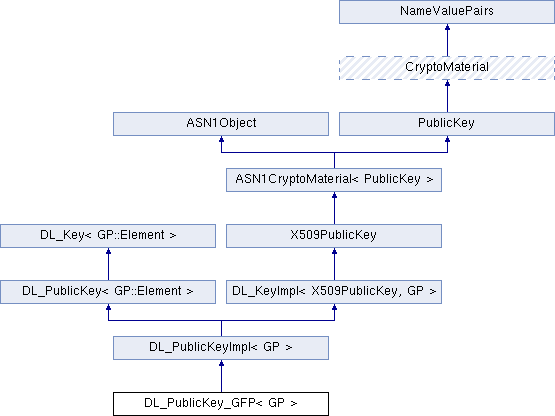 NameValuePairs
CryptoMaterial
ASN1Object
PublicKey
ASN1CryptoMaterial< PublicKey >
DL_Key< GP::Element >
X509PublicKey
DL_PublicKey< GP::Element >
DL_KeyImpl< X509PublicKey, GP >
DL_PublicKeyImpl< GP >
DL_PublicKey_GFP< GP >